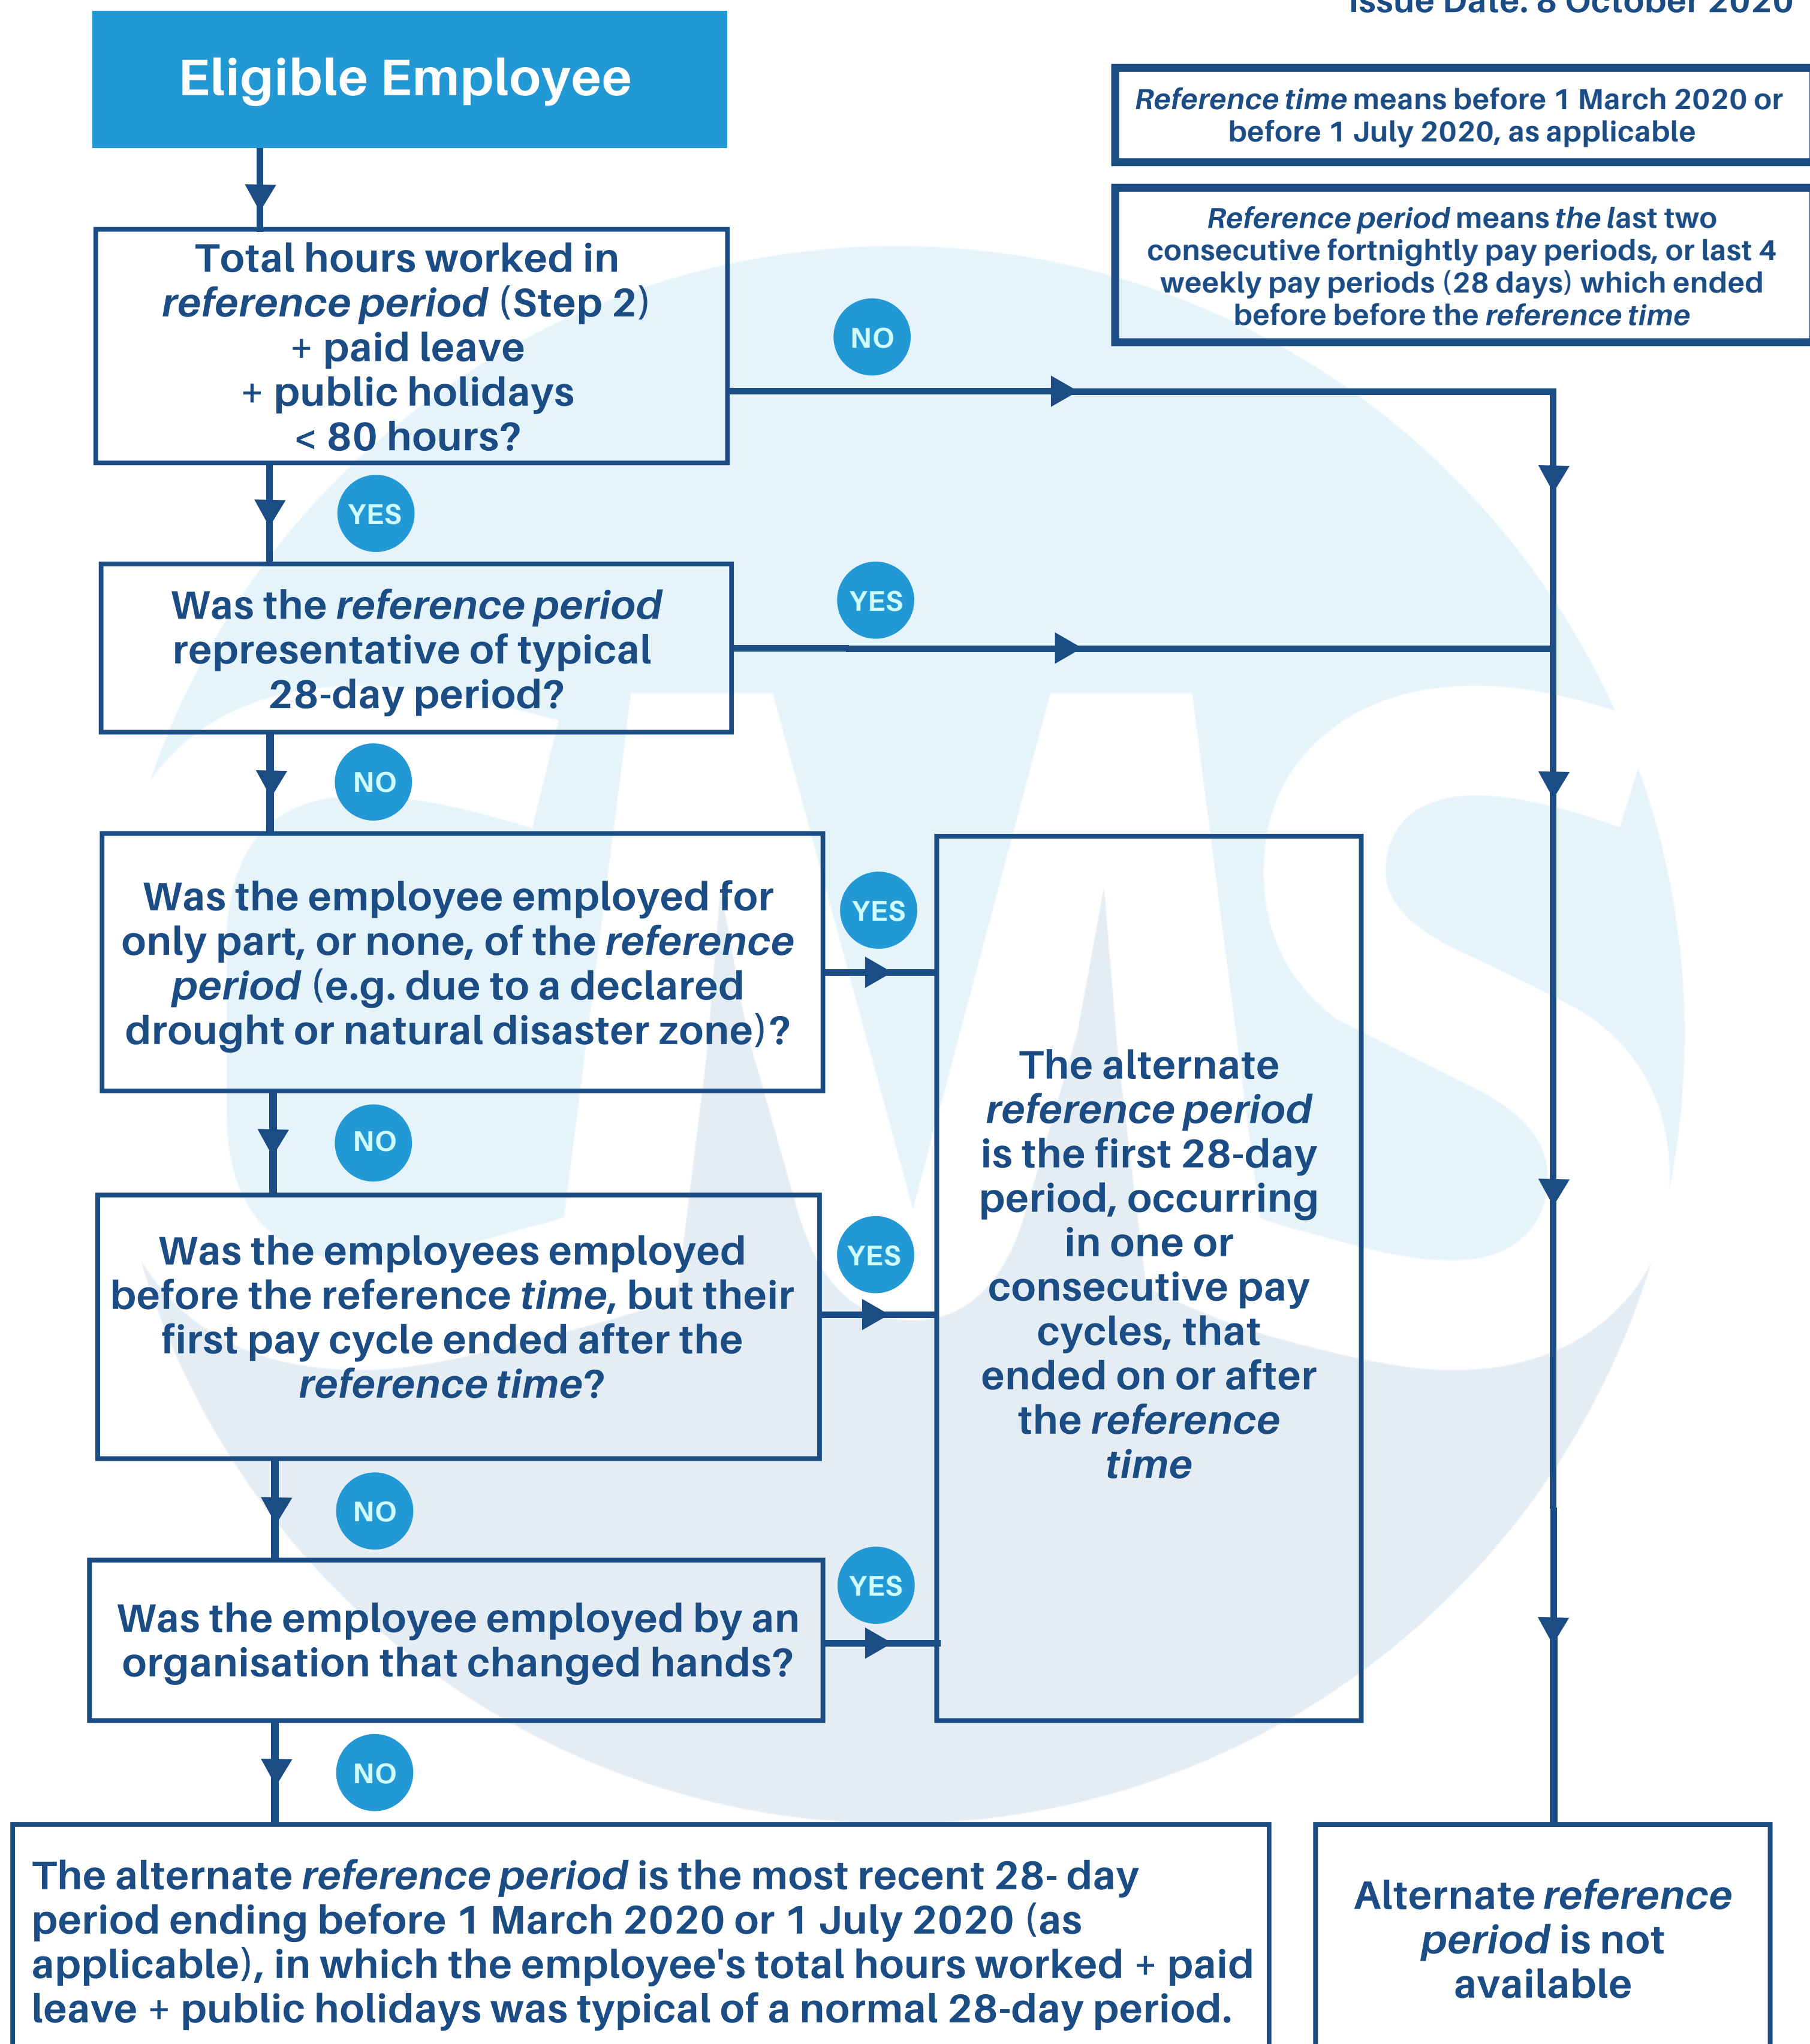 Issue Date: 8 October 2020
Eligible Employee
Reference time means before 1 March 2020 or
before 1 July 2020, as applicable
Reference period means the last two
consecutive fortnightly pay periods, or last 4
weekly pay periods (28 days) which ended
before before the reference time
Total hours worked in
reference period (Step 2)
+ paid leave
+ public holidays
< 80 hours?
NO
YES
Was the reference period
representative of typical
28-day period?
YES
NO
Was the employee employed for
only part, or none, of the reference
period (e.g. due to a declared
drought or natural disaster zone)?
YES
The alternate
reference period
is the first 28-day
period, occurring
in one or
consecutive pay
cycles, that
ended on or after
the reference
time
NO
Was the employees employed
before the reference time, but their
first pay cycle ended after the
reference time?
YES
NO
Was the employee employed by an
organisation that changed hands?
YES
NO
The alternate reference period is the most recent 28- day
period ending before 1 March 2020 or 1 July 2020 (as
applicable), in which the employee's total hours worked + paid
leave + public holidays was typical of a normal 28-day period.
Alternate reference
period is not
available